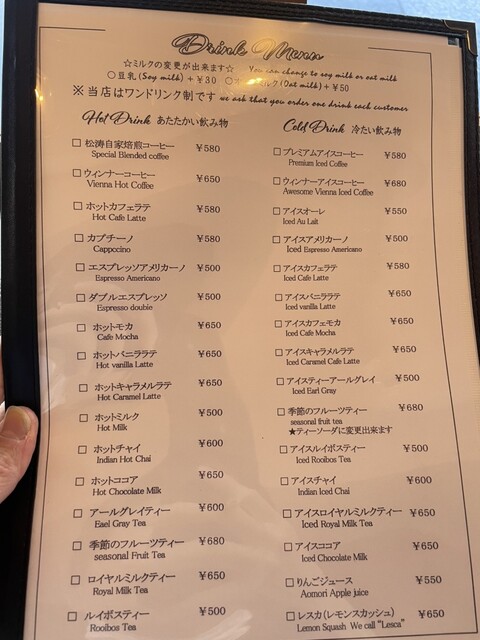 Drink Menu
☆ミルクの変更が出来ます☆ You can change to soy milk or oat milk
○豆乳(Soy milk)+¥30 (Oat milk)+¥50
※当店はワンドリンク制です we ask that you order one drink each customer
Hot Drink あたたかい飲み物
□ 松涛自家焙煎コーヒー ¥580
Special Blended coffee
□ ウィンナーコーヒー ¥650
Vienna Hot Coffee
□ ホットカフェラテ ¥580
Hot Cafe Latte
□ カプチーノ ¥580
Cappccino
□ エスプレッソアメリカーノ ¥500
Espresso Americano
□ ダブルエスプレッソ ¥500
Espresso doubie
□ ホットモカ ¥650
Cafe Mocha
□ ホットバニララテ ¥650
Hot vanilla Latte
□ ホットキャラメルラテ ¥650
Hot Caramel Latte
□ ホットミルク ¥500
Hot Milk
□ ホットチャイ ¥600
Indian Hot Chai
□ ホットココア ¥650
Hot Chocolate Milk
□ アールグレイティー ¥600
Eael Gray Tea
□ 季節のフルーツティー ¥680
seasonal Fruit Tea
□ ロイヤルミルクティー ¥650
Royal Milk Tea
□ ルイボスティー ¥500
Rooibos Tea
Cold Drink 冷たい飲み物
□ プレミアムアイスコーヒー ¥580
Premium Iced Coffee
□ ウィンナーアイスコーヒー ¥680
Awesome Vienna Iced Coffee
□ アイスオーレ ¥550
Iced Au Lait
□ アイスアメリカーノ ¥500
Iced Espresso Americano
□ アイスカフェラテ ¥580
Iced Cafe Latte
□ アイスバニララテ ¥650
Iced vanilla Latte
□ アイスカフェモカ ¥650
Iced Cafe Mocha
□ アイスキャラメルラテ ¥650
Iced Caramel Cafe Latte
□ アイスティーアールグレイ ¥500
Iced Earl Gray
□ 季節のフルーツティー ¥680
seasonal fruit tea
★ティーソーダに変更出来ます
□ アイスルイボスティー ¥500
Iced Rooibos Tea
□ アイスチャイ ¥600
Indian Iced Chai
□ アイスロイヤルミルクティー ¥650
Iced Royal Milk Tea
□ アイスココア ¥650
Iced Chocolate Milk
□ りんごジュース ¥550
Aomori Apple juice
□ レスカ(レモンスカッシュ) ¥650
Lemon Squash We call "Lesca"